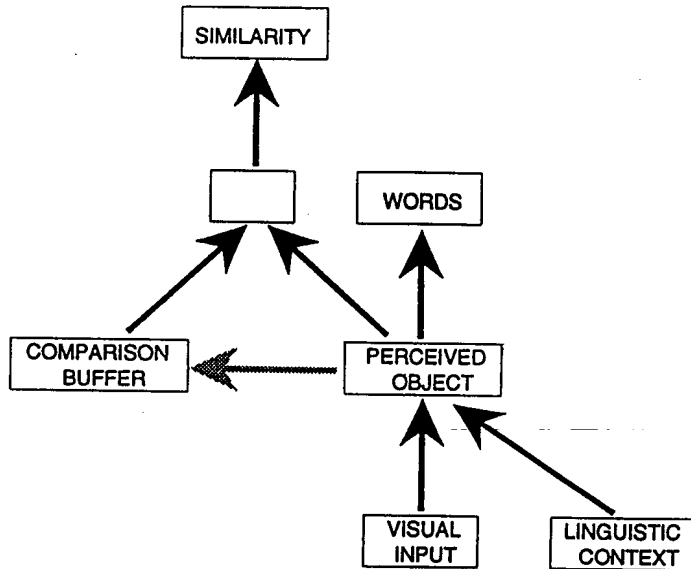 SIMILARITY
WORDS
COMPARISON
BUFFER
PERCEIVED
OBJECT
VISUAL
INPUT
LINGUISTIC
CONTEXT